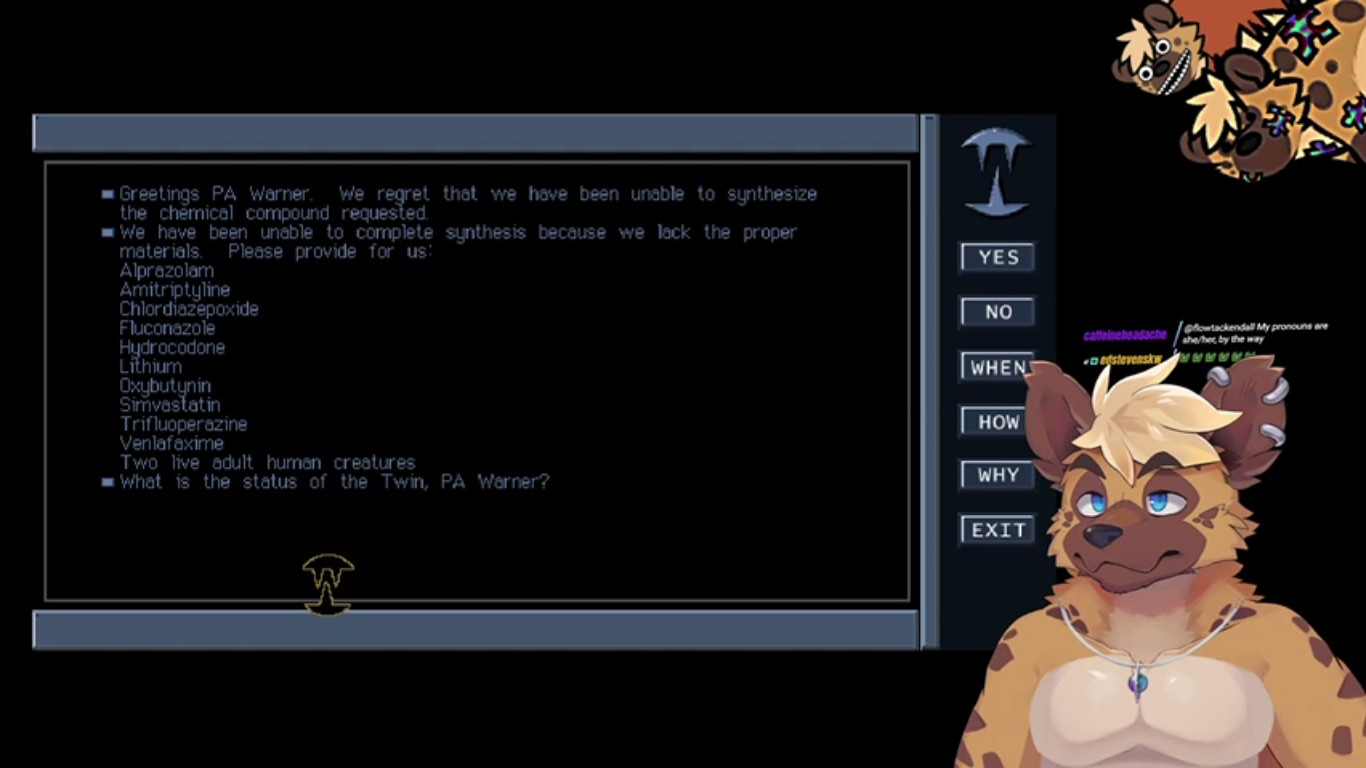 Greetings PA Warner. We regret that we have been unable to synthesize
the chemical compound requested.
We have been unable to complete synthesis because we lack the proper
materials. Please provide for us:
Alprazolam
Amitriptyline
Chlordiazepoxide
Fluconazole
Hydrocodone
Lithium
Oxybutynin
Simvastatin
Trifluoperazine
Venlafaxime
Two live adult human creatures
What is the status of the Twin, PA Warner?
YES
NO
WHEN
HOW
WHY
EXIT
caffeineheadache
@flowtackendall My pronouns are
she/her, by the way
edstevenskw